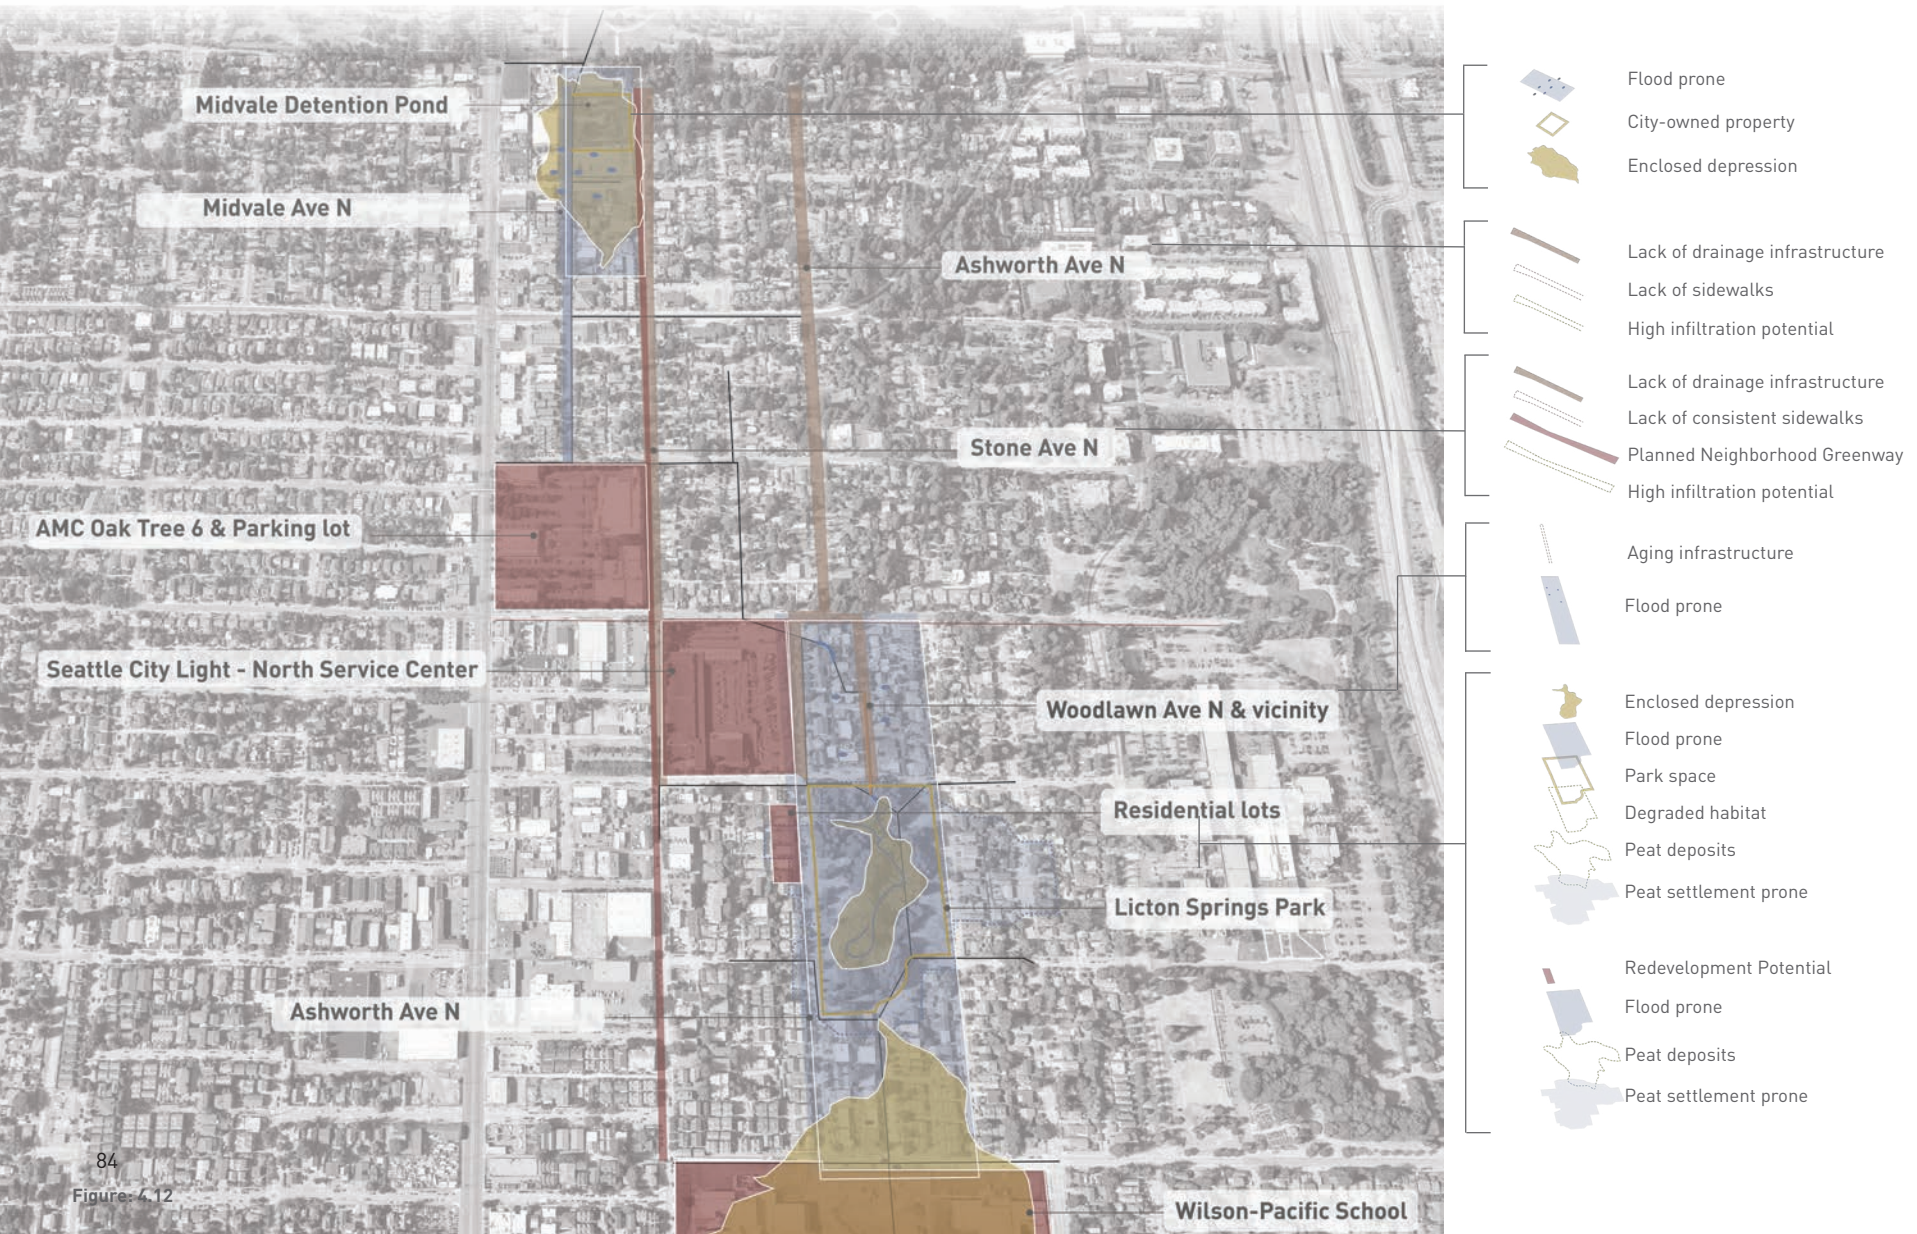 Midvale Detention Pond
Midvale Ave N
Ashworth Ave N
Stone Ave N
AMC Oak Tree 6 & Parking lot
Seattle City Light - North Service Center
Woodlawn Ave N & vicinity
Residential lots
Licton Springs Park
Ashworth Ave N
Wilson-Pacific School
84
Figure: 4.12
Flood prone
City-owned property
Enclosed depression
Lack of drainage infrastructure
Lack of sidewalks
High infiltration potential
Lack of drainage infrastructure
Lack of consistent sidewalks
Planned Neighborhood Greenway
High infiltration potential
Aging infrastructure
Flood prone
Enclosed depression
Flood prone
Park space
Degraded habitat
Peat deposits
Peat settlement prone
Redevelopment Potential
Flood prone
Peat deposits
Peat settlement prone